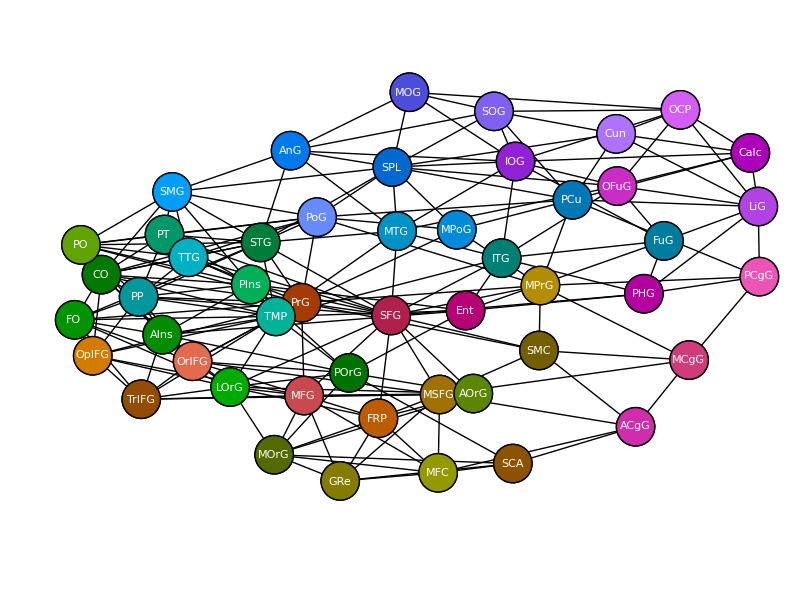 MOG
SOG
OCP
Cun
AnG
Calc
IOG
SPL
OFuG
SMG
PCu
LiG
PoG
MTG
MPoG
PT
STG
FuG
PO
TTG
ITG
CO
PCgG
PIns
MPrG
PHG
PP
PrG
Ent
TMP
SFG
FO
AIns
SMC
OpIFG
OrIFG
MCgG
POrG
LOrG
MSFG
AOrG
MFG
TrIFG
FRP
ACgG
MOrG
SCA
MFC
GRe